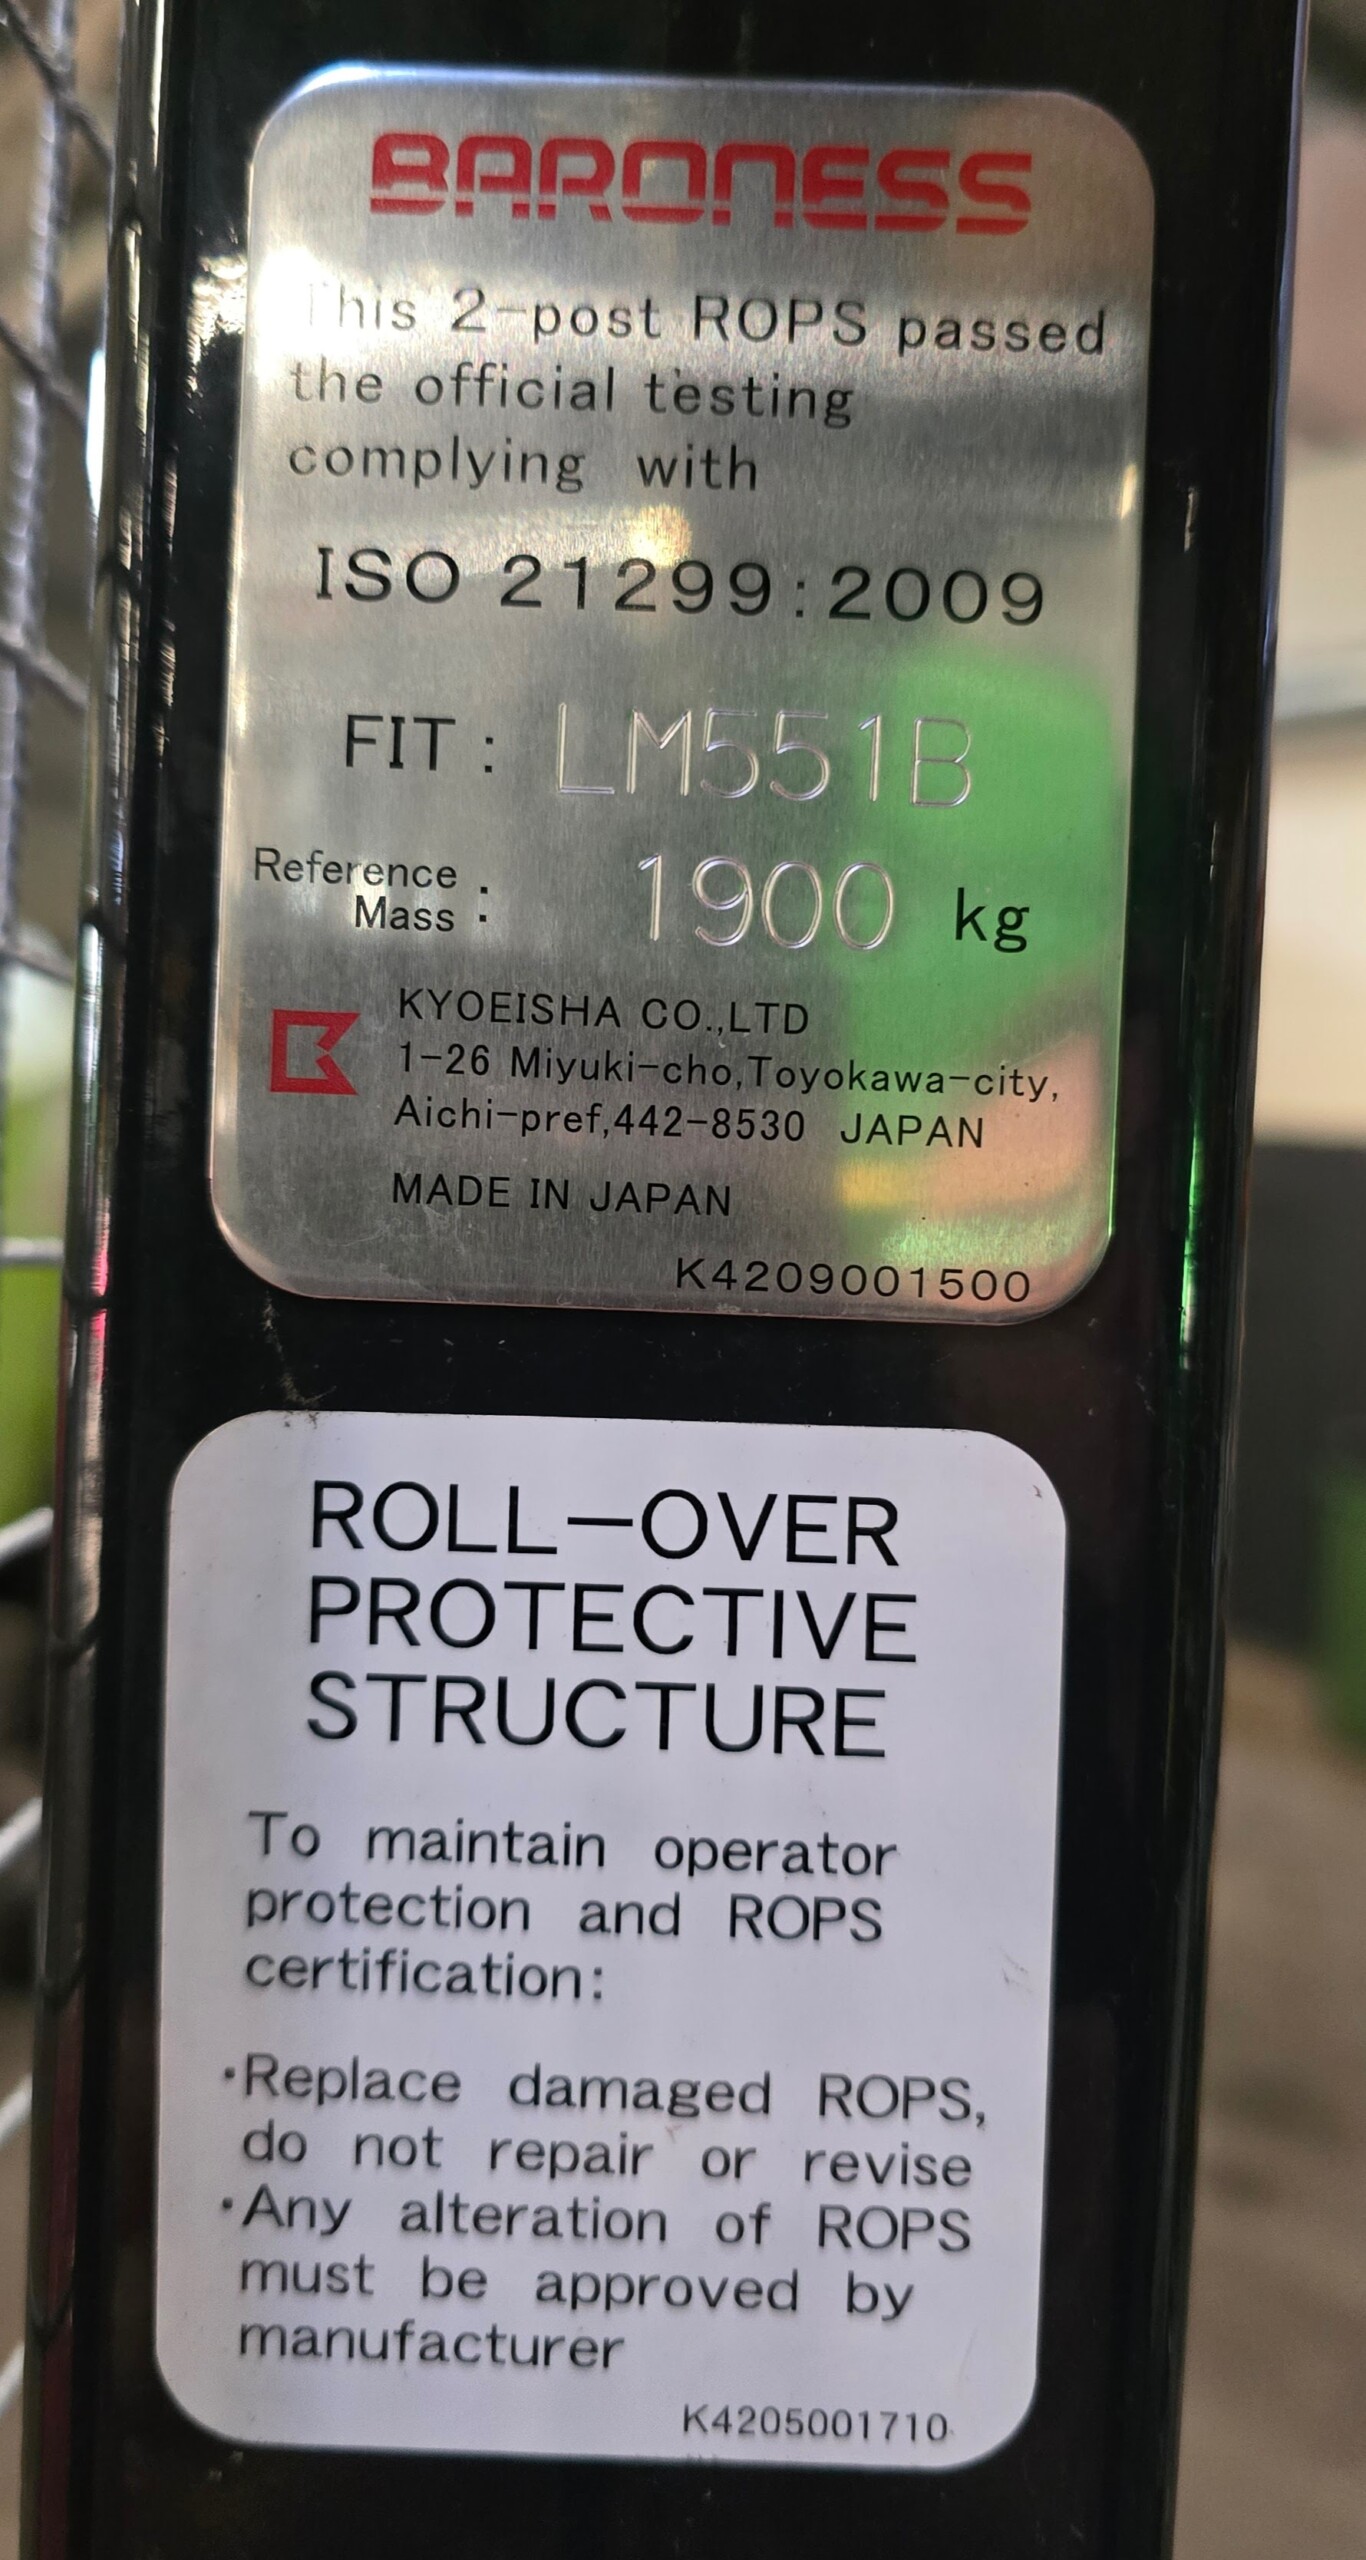 BARONESS
This 2-post ROPS passed
the official testing
complying with
ISO 21299:2009
FIT : LM551B
Reference
Mass : 1900 kg
KYOEISHA CO.,LTD
1-26 Miyuki-cho,Toyokawa-city,
Aichi-pref,442-8530 JAPAN
MADE IN JAPAN
K4209001500
ROLL-OVER
PROTECTIVE
STRUCTURE
To maintain operator
protection and ROPS
certification:
·Replace damaged ROPS,
do not repair or revise
·Any alteration of ROPS
must be approved by
manufacturer
K4205001710